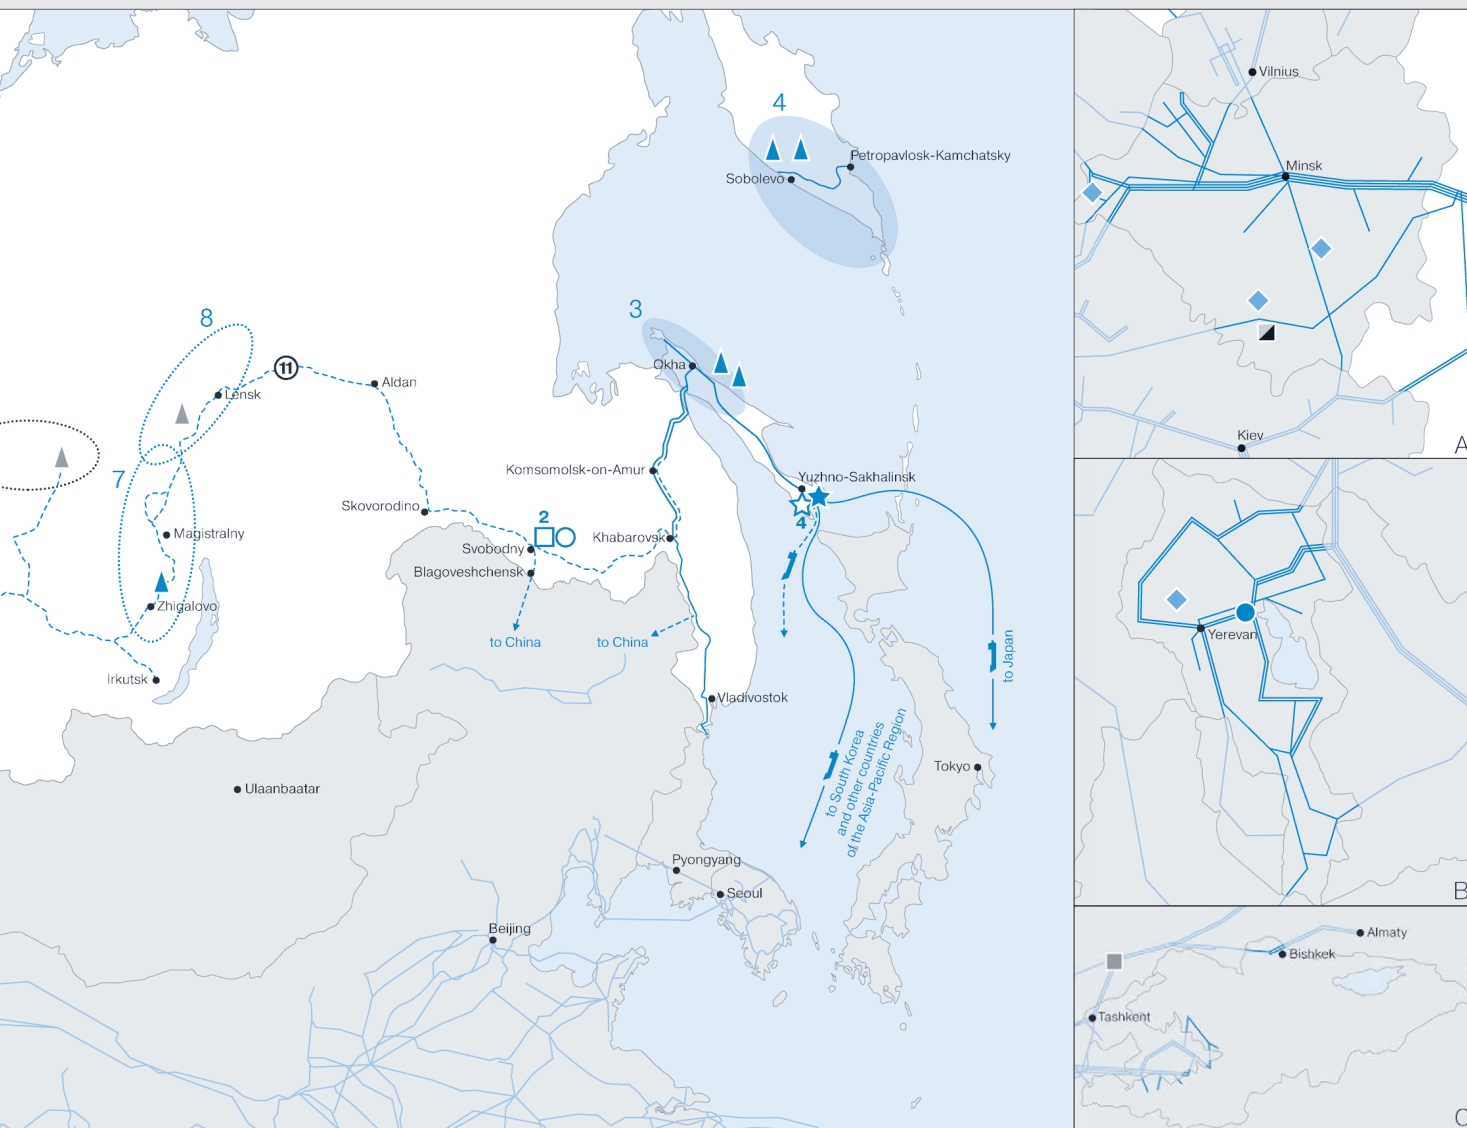 4
Petropavlosk-Kamchatsky
Sobolevo
3
Okha
8
11
Lensk
Aldan
7
Komsomolsk-on-Amur
Yuzhno-Sakhalinsk
4
Skovorodino
Magistralny
2
Svobodny
Khabarovsk
Blagoveshchensk
Zhigalovo
to China
to China
Irkutsk
Vladivostok
to Japan
to South Korea
and other countries
of the Asia-Pacific Region
Tokyo
Ulaanbaatar
Pyongyang
Seoul
Beijing
Vilnius
Minsk
Kiev
A
Yerevan
B
Almaty
Bishkek
Tashkent
C